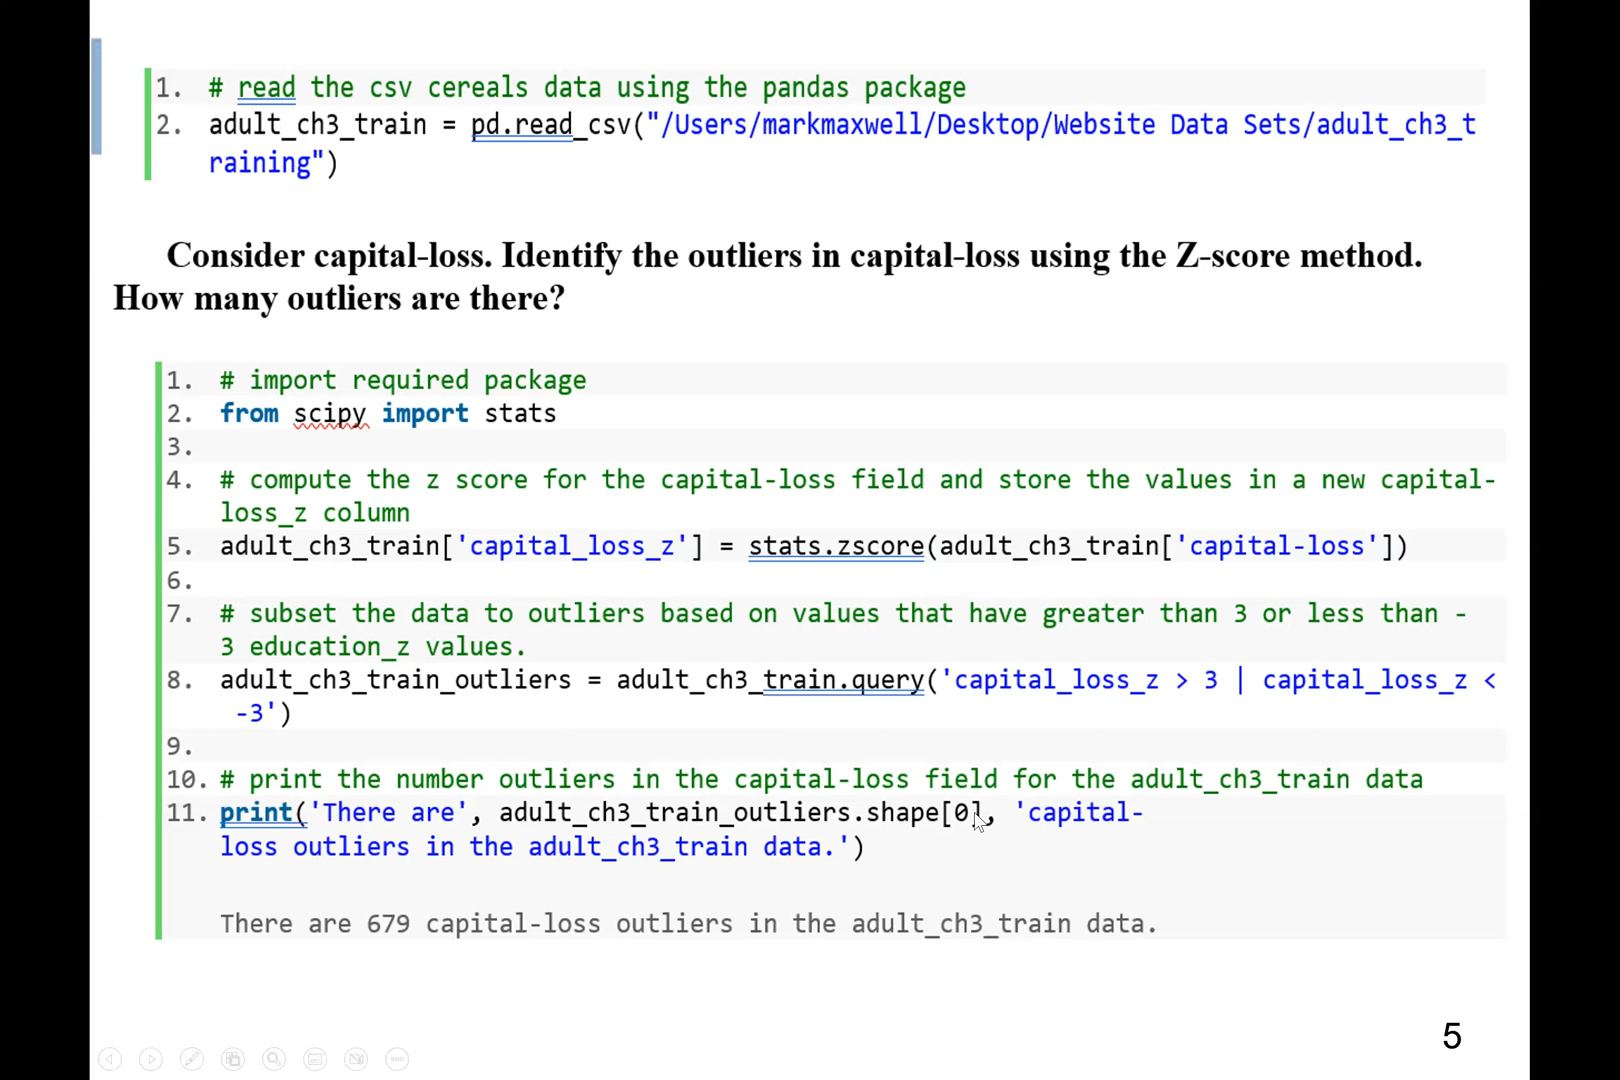 1. # read the csv cereals data using the pandas package
2. adult_ch3_train = pd.read_csv("/Users/markmaxwell/Desktop/Website Data Sets/adult_ch3_t
raining")
Consider capital-loss. Identify the outliers in capital-loss using the Z-score method.
How many outliers are there?
1. # import required package
2. from scipy import stats
3.
4. # compute the z score for the capital-loss field and store the values in a new capital-
loss_z column
5. adult_ch3_train['capital_loss_z'] = stats.zscore(adult_ch3_train['capital-loss'])
6.
7. # subset the data to outliers based on values that have greater than 3 or less than -
3 education_z values.
8. adult_ch3_train_outliers = adult_ch3_train.query('capital_loss_z > 3 | capital_loss_z <
-3')
9.
10. # print the number outliers in the capital-loss field for the adult_ch3_train data
11. print('There are', adult_ch3_train_outliers.shape[0], 'capital-
loss outliers in the adult_ch3_train data.')
There are 679 capital-loss outliers in the adult_ch3_train data.
5